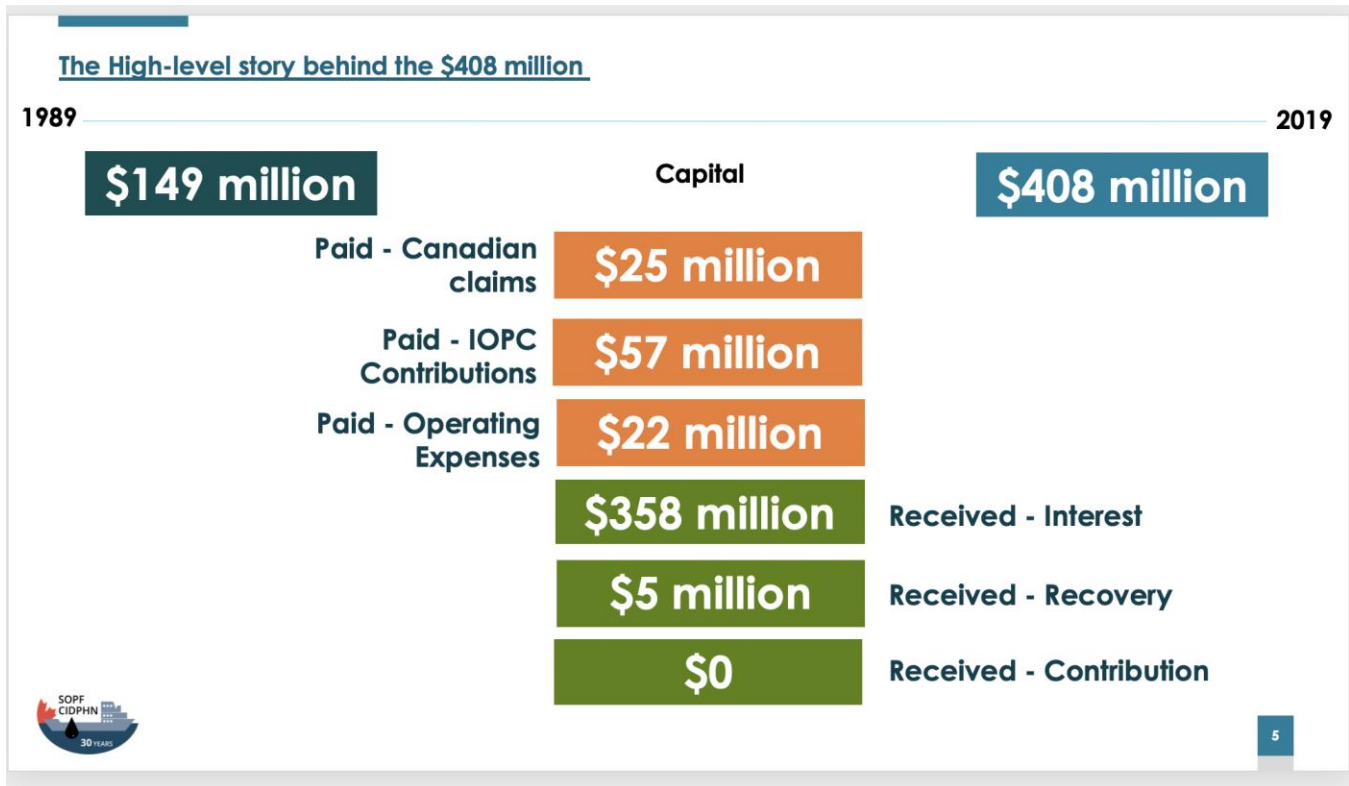 The High-level story behind the $408 million
1989
2019
$149 million
Capital
$408 million
Paid - Canadian
claims
$25 million
Paid - IOPC
Contributions
$57 million
Paid - Operating
Expenses
$22 million
$358 million
Received - Interest
$5 million
Received - Recovery
$0
Received - Contribution
SOPF
CIDPHN
30 YEARS
5